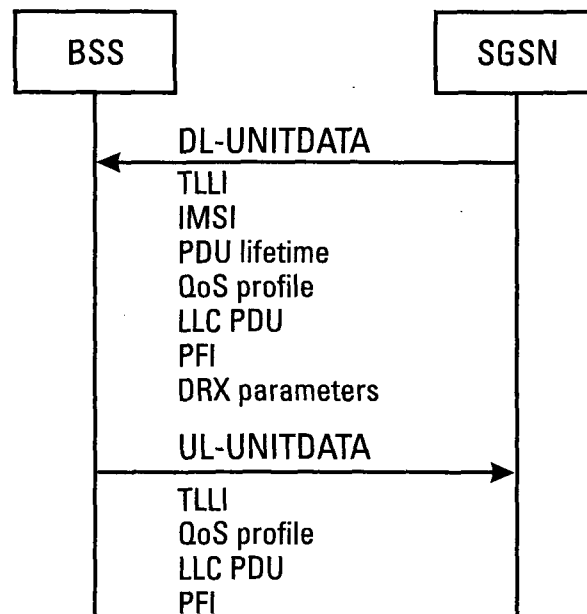 BSS
SGSN
DL-UNITDATA
TLLI
IMSI
PDU lifetime
QoS profile
LLC PDU
PFI
DRX parameters
UL-UNITDATA
TLLI
QoS profile
LLC PDU
PFI